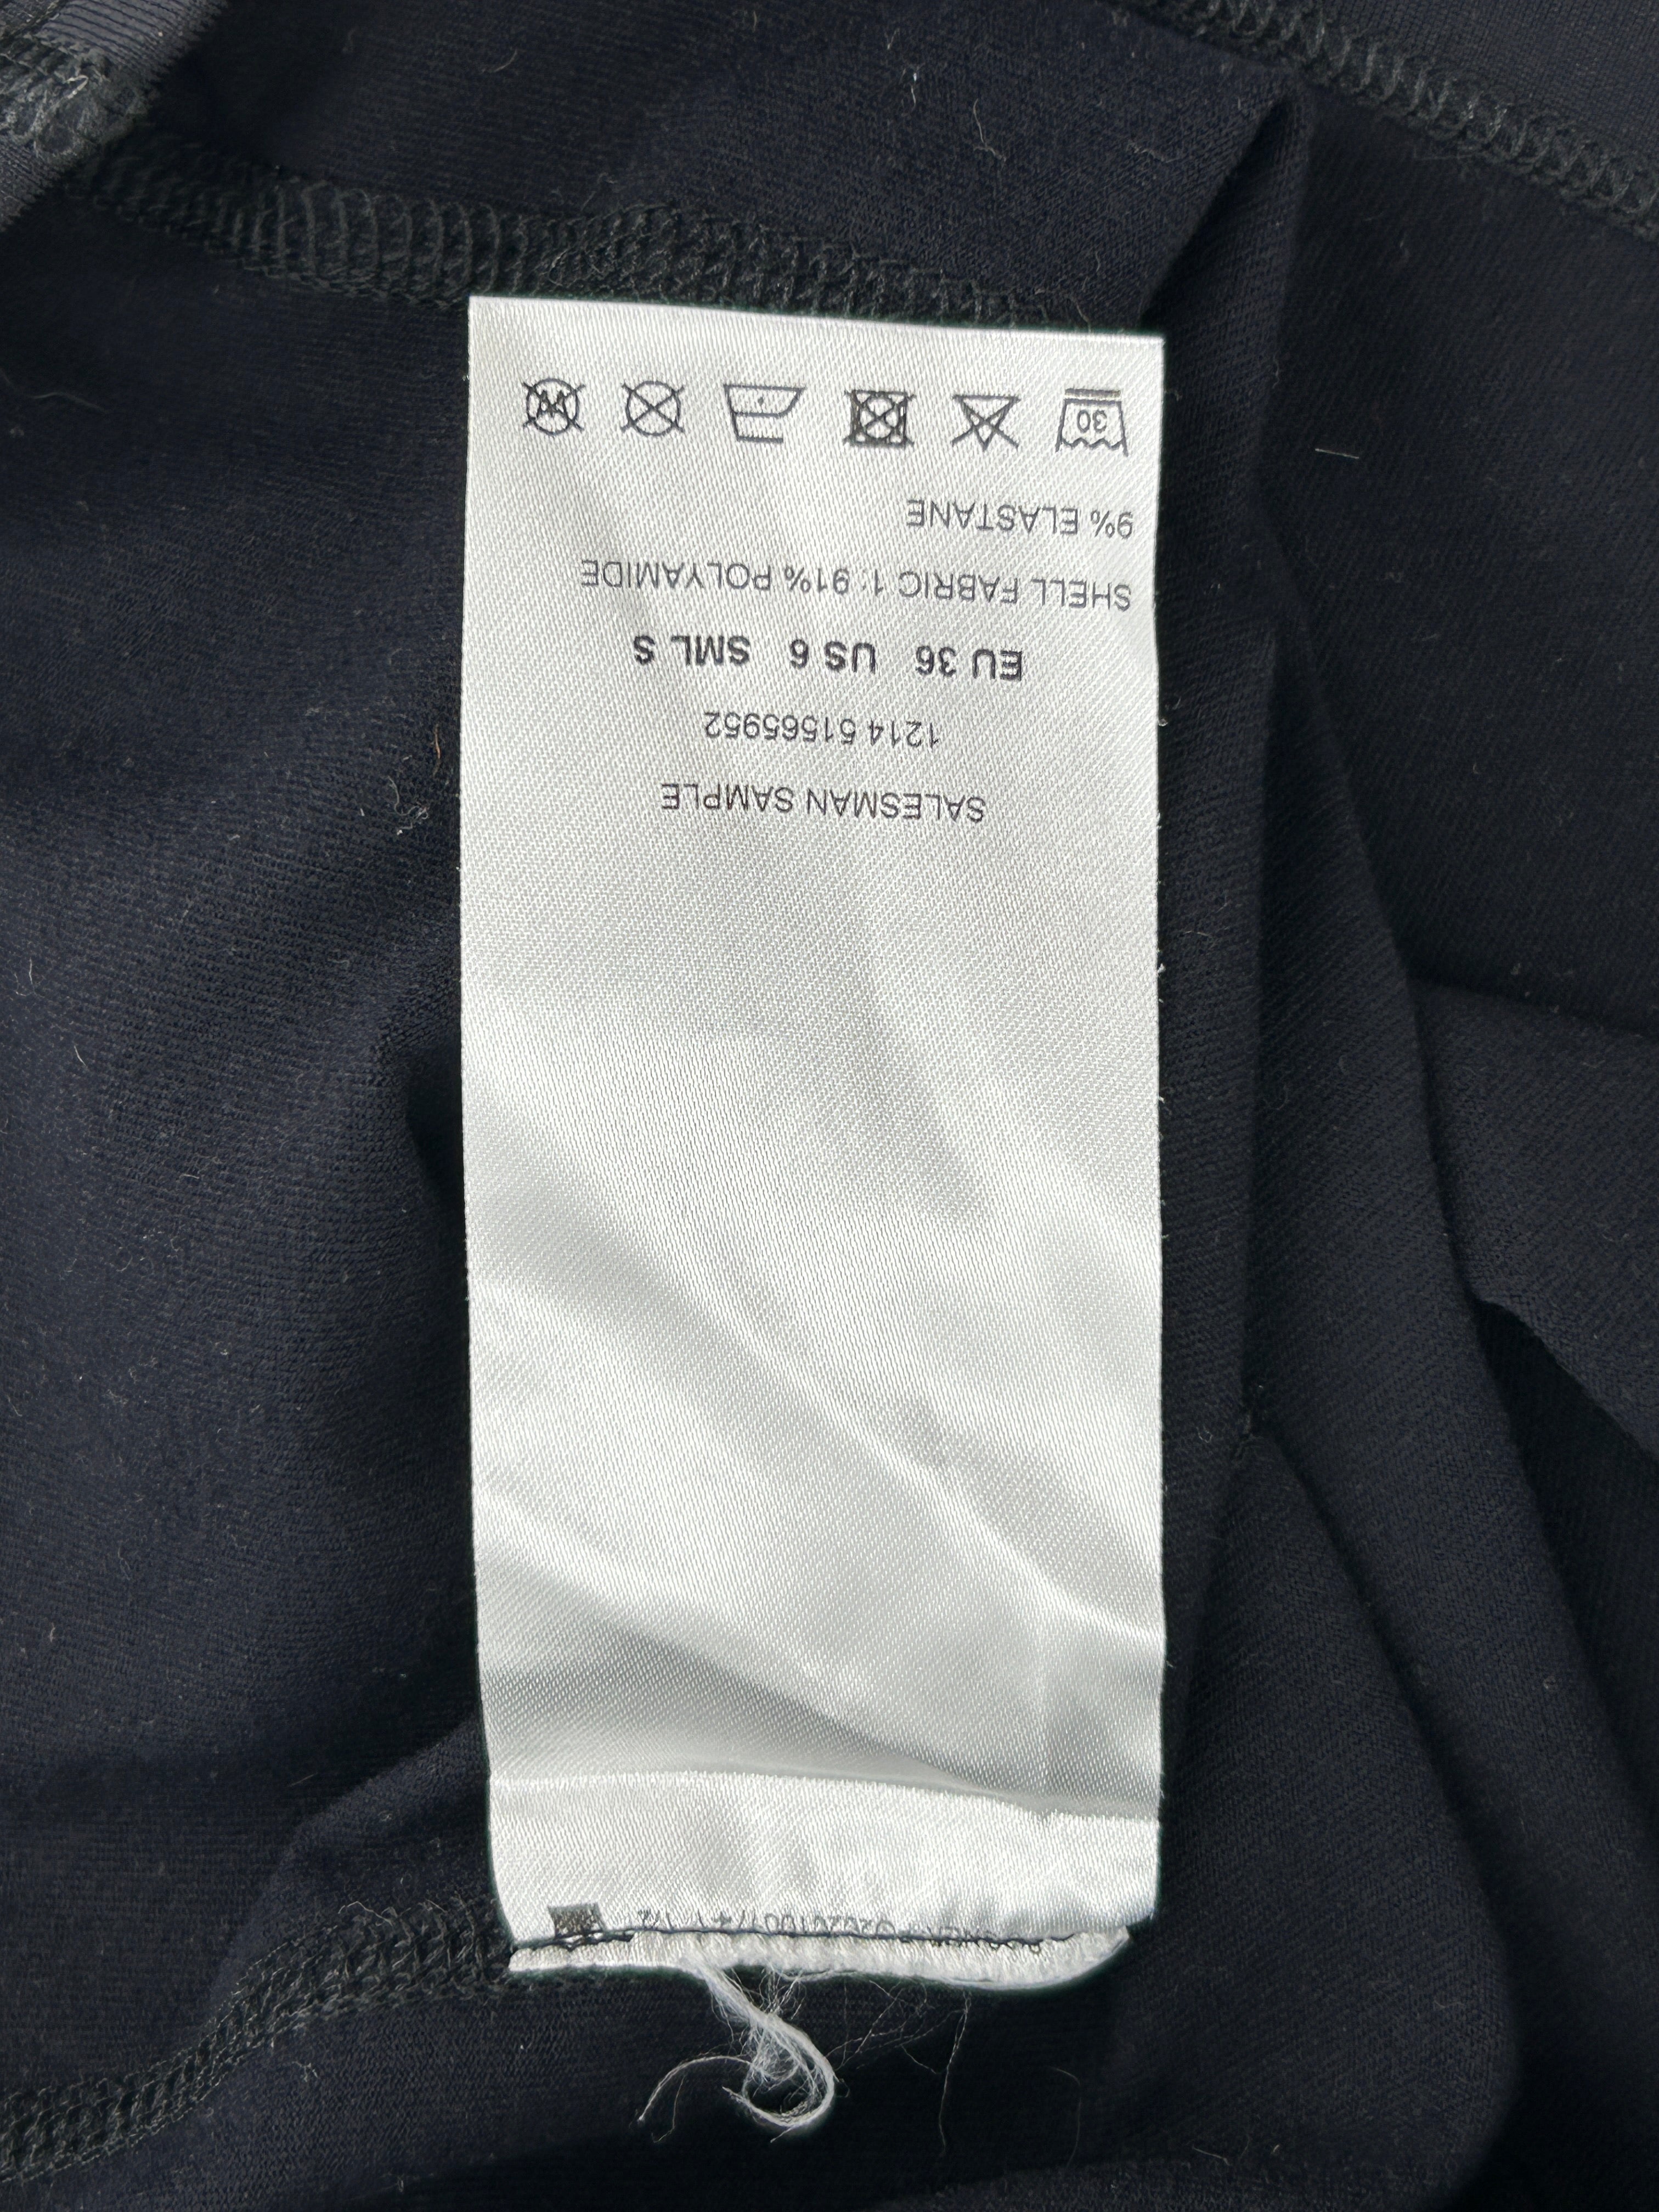 SALESMAN SAMPLE
1214 51565952
EU 36 US 6 SML S
SHELL FABRIC 1: 91% POLYAMIDE
9% ELASTANE
30